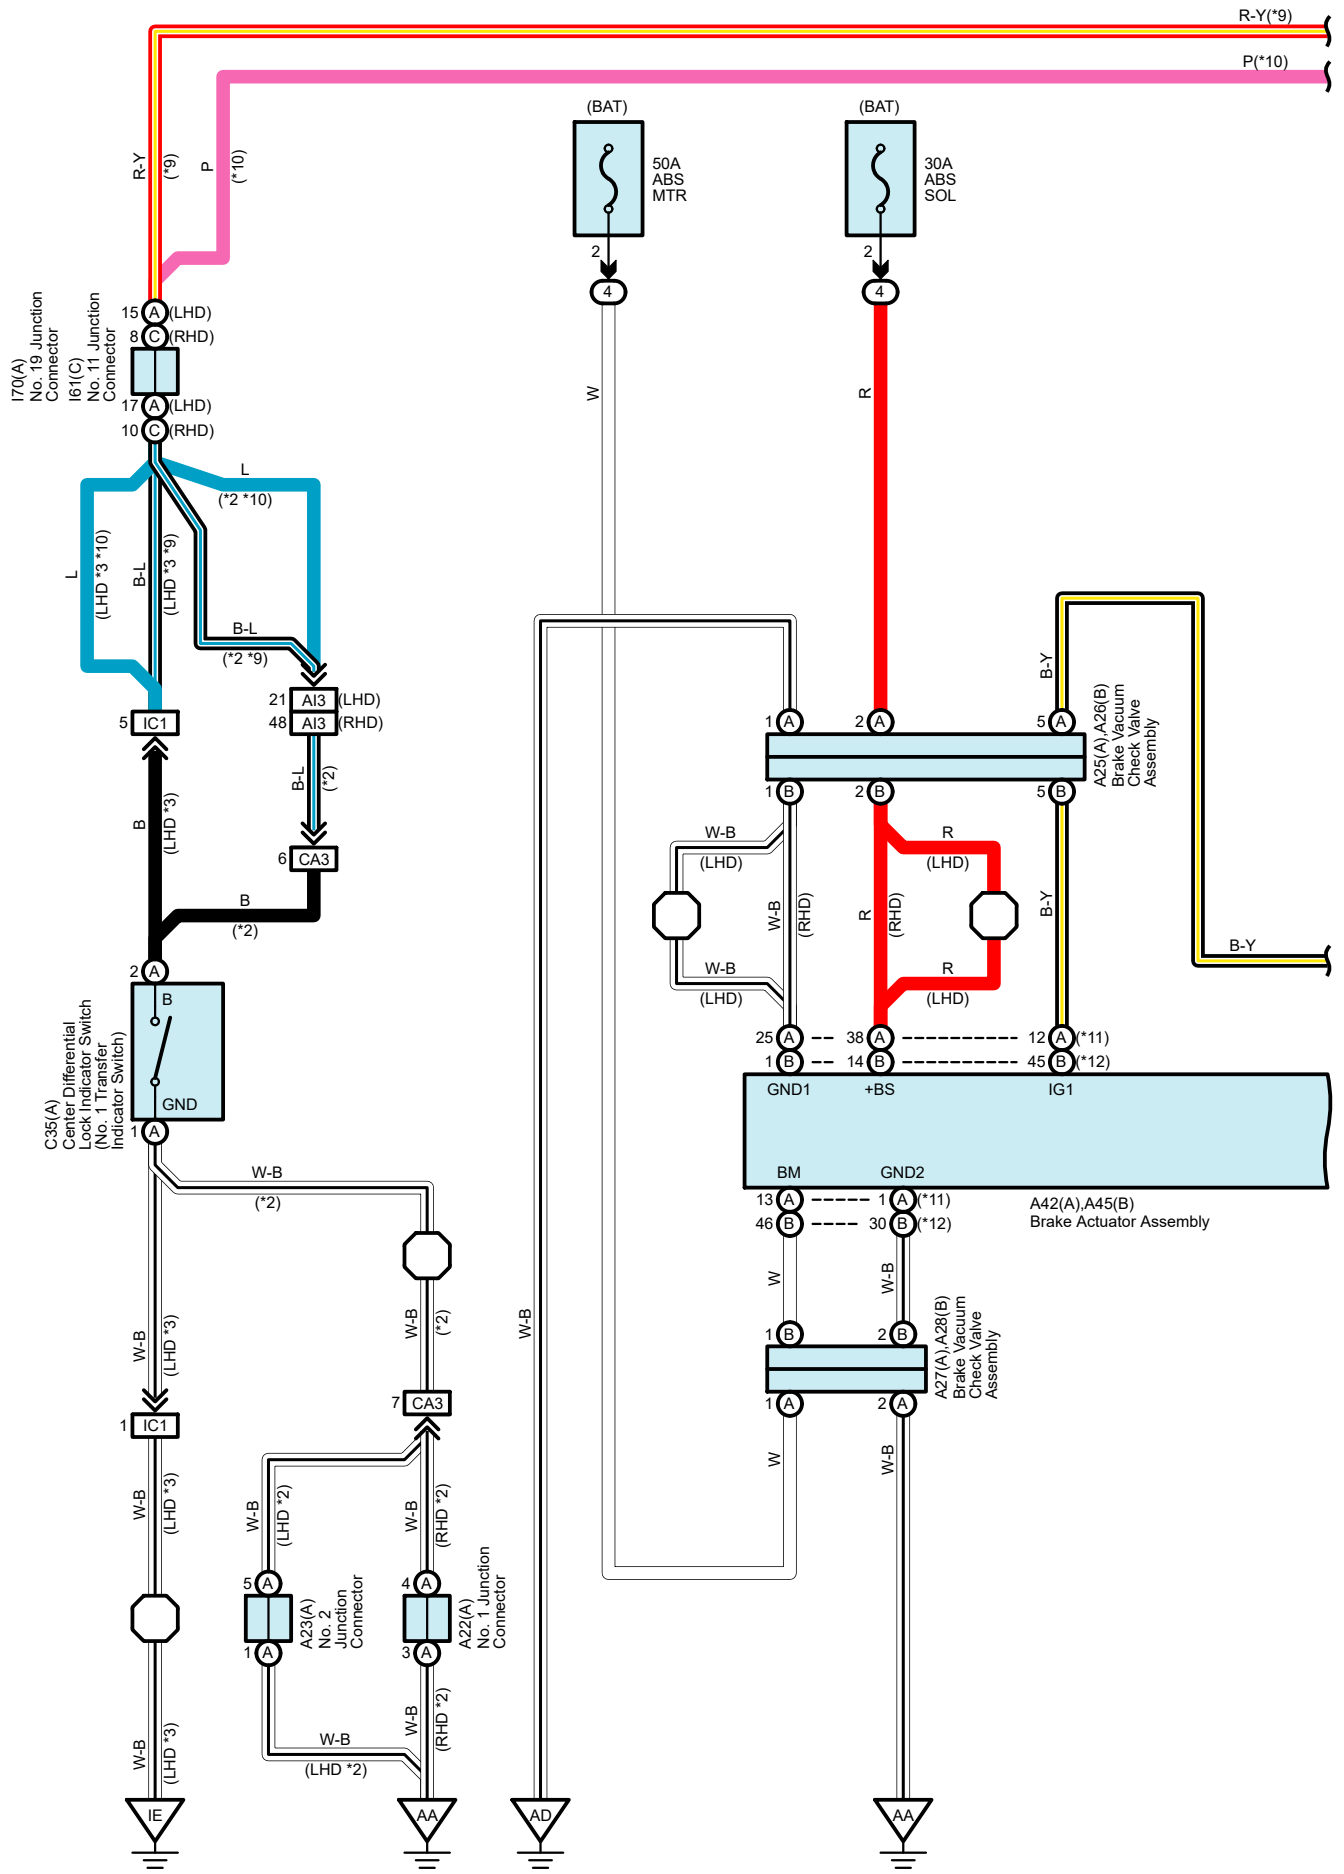 R-Y(*9)
P(*10)
(BAT)
(BAT)
50A
ABS
MTR
30A
ABS
SOL
2
2
4
4
R-Y
(*9)
P
(*10)
15 A (LHD)
8 C (RHD)
I70(A)
No. 19 Junction
Connector
I61(C)
No. 11 Junction
Connector
17 A (LHD)
10 C (RHD)
W
R
L
(*2 *10)
L
(LHD *3 *10)
B-L
(LHD *3 *9)
B-L
(*2 *9)
B-Y
5 IC1
21 AI3 (LHD)
48 AI3 (RHD)
B-L
(*2)
B
(LHD *3)
6 CA3
B
(*2)
1 A
2 A
5 A
A25(A),A26(B)
Brake Vacuum
Check Valve
Assembly
1 B
2 B
5 B
W-B
(LHD)
W-B
(RHD)
R
(LHD)
R
(RHD)
B-Y
B-Y
W-B
(LHD)
R
(LHD)
2 A
B
GND
1 A
C35(A)
Center Differential
Lock Indicator Switch
(No. 1 Transfer
Indicator Switch)
25 A
38 A
12 A (*11)
1 B
14 B
45 B (*12)
GND1
+BS
IG1
BM
GND2
13 A
1 A (*11)
46 B
30 B (*12)
A42(A),A45(B)
Brake Actuator Assembly
W-B
(*2)
W-B
(LHD *3)
W-B
(*2)
W-B
W
W-B
1 B
2 B
A27(A),A28(B)
Brake Vacuum
Check Valve
Assembly
1 A
2 A
1 IC1
7 CA3
W
W-B
W-B
(LHD *3)
W-B
(LHD *2)
W-B
(RHD *2)
5 A
4 A
A23(A)
No. 2
Junction
Connector
A22(A)
No. 1 Junction
Connector
1 A
3 A
W-B
(LHD *3)
W-B
(LHD *2)
W-B
(RHD *2)
IE
AA
AD
AA